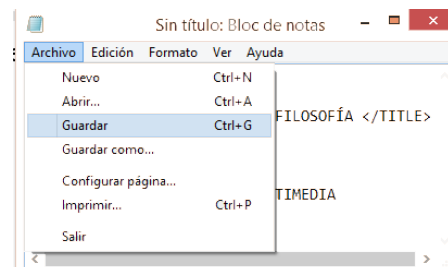 Sin título: Bloc de notas
Archivo Edición Formato Ver Ayuda
Nuevo Ctrl+N
Abrir... Ctrl+A
FILOSOFÍA </TITLE>
Guardar Ctrl+G
Guardar como...
Configurar página...
TIMEDIA
Imprimir... Ctrl+P
Salir